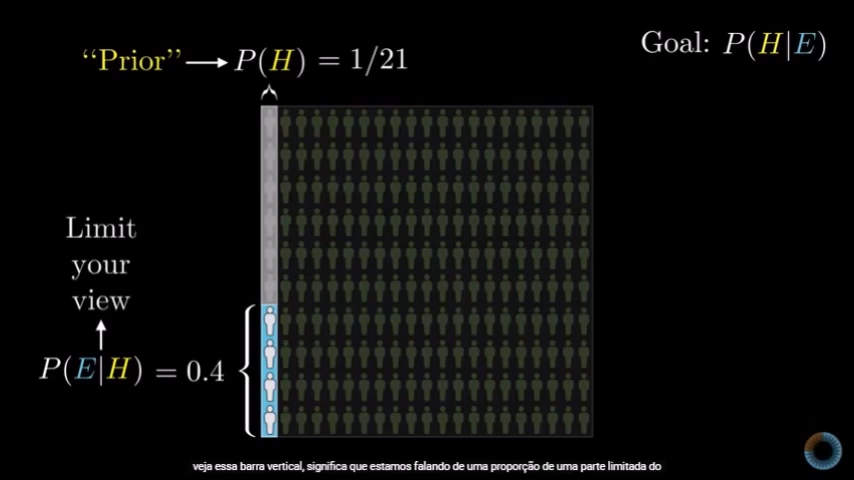 "Prior" → P(H) = 1/21
Goal: P(H|E)
Limit
your
view
P(E|H) = 0.4
veja essa barra vertical, significa que estamos falando de uma proporção de uma parte limitada do